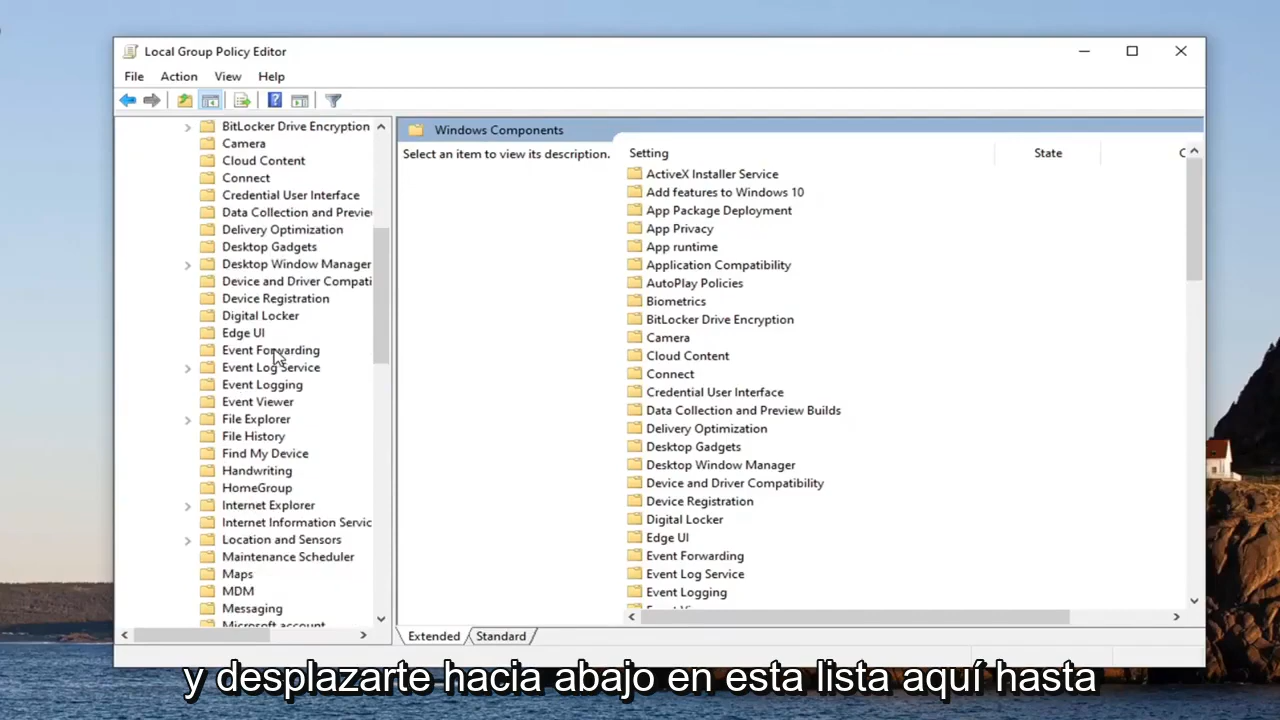 Local Group Policy Editor
File Action View Help
BitLocker Drive Encryption
Camera
Cloud Content
Connect
Credential User Interface
Data Collection and Previe
Delivery Optimization
Desktop Gadgets
Desktop Window Manager
Device and Driver Compati
Device Registration
Digital Locker
Edge UI
Event Forwarding
Event Log Service
Event Logging
Event Viewer
File Explorer
File History
Find My Device
Handwriting
HomeGroup
Internet Explorer
Internet Information Servic
Location and Sensors
Maintenance Scheduler
Maps
MDM
Messaging
Microsoft account
Windows Components
Select an item to view its description.
Setting State C
ActiveX Installer Service
Add features to Windows 10
App Package Deployment
App Privacy
App runtime
Application Compatibility
AutoPlay Policies
Biometrics
BitLocker Drive Encryption
Camera
Cloud Content
Connect
Credential User Interface
Data Collection and Preview Builds
Delivery Optimization
Desktop Gadgets
Desktop Window Manager
Device and Driver Compatibility
Device Registration
Digital Locker
Edge UI
Event Forwarding
Event Log Service
Event Logging
Extended Standard
y desplazarte hacia abajo en esta lista aquí hasta